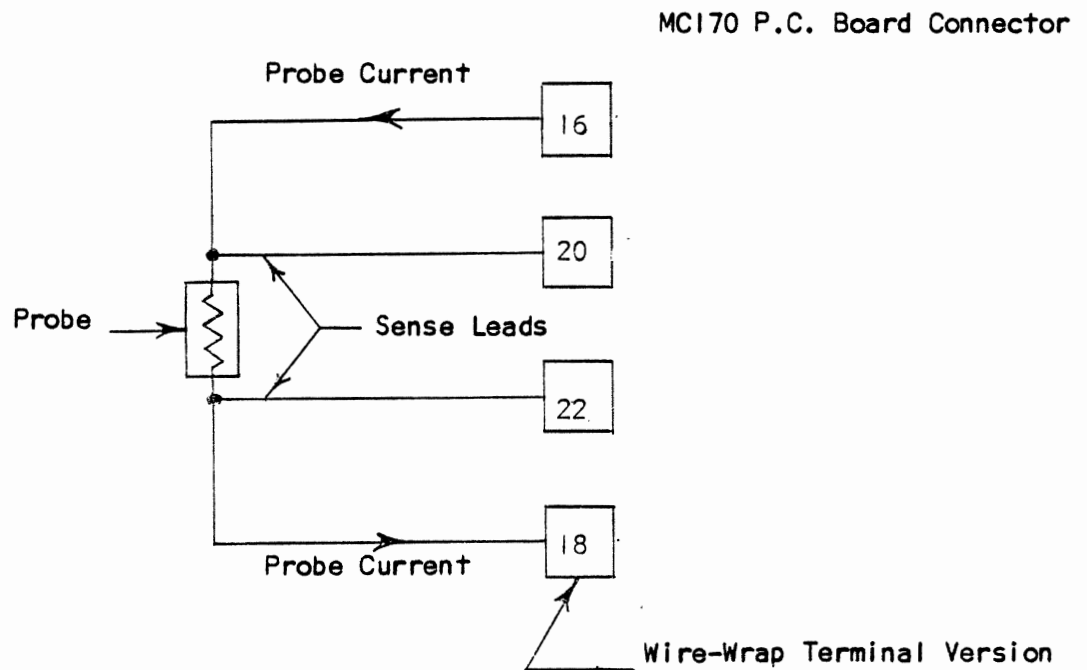 MC170 P.C. Board Connector
Probe Current
16
20
Probe
Sense Leads
22
18
Probe Current
Wire-Wrap Terminal Version